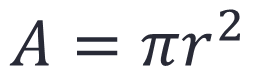 A = πr²